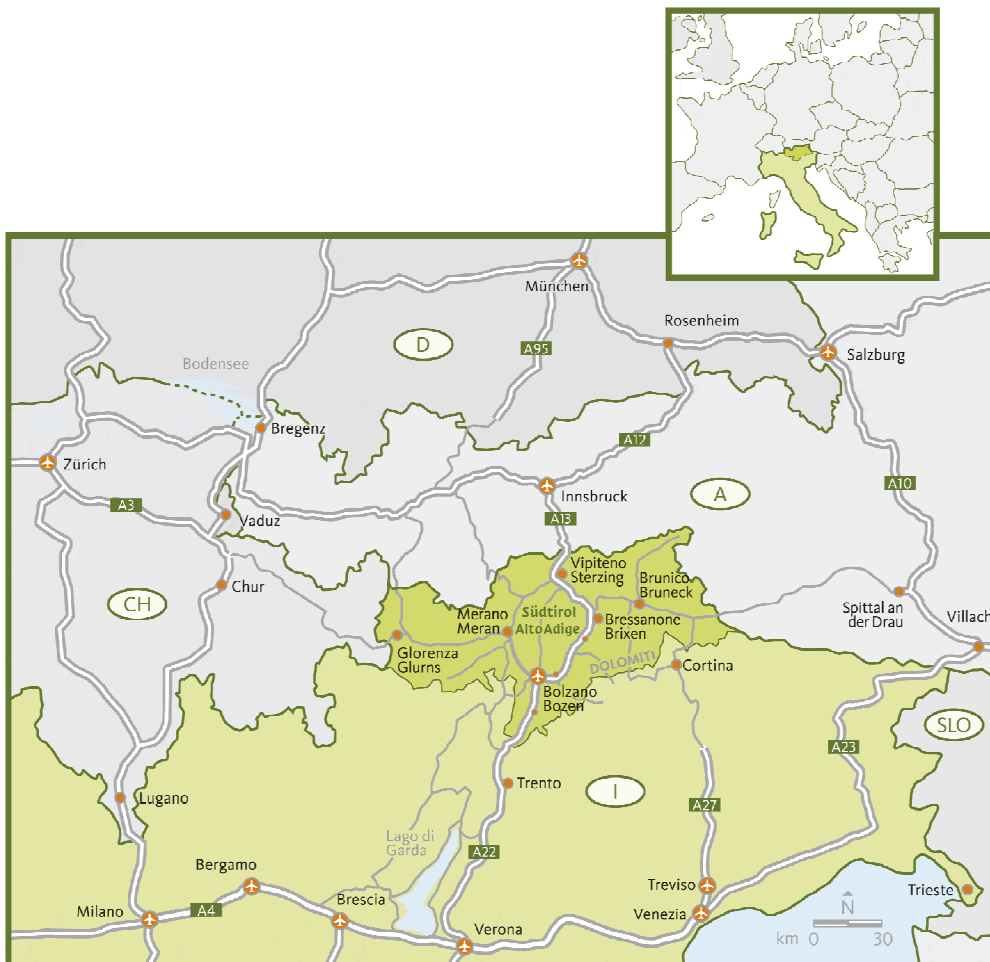 München
Rosenheim
D
A95
Salzburg
Bodensee
Bregenz
A12
Zürich
A
A10
Innsbruck
A3
A13
Vaduz
Vipiteno
Sterzing
Brunico
Bruneck
Chur
CH
Merano
Meran
Südtirol
Alto Adige
Bressanone
Brixen
Spittal an
der Drau
Villach
Glorenza
Glurns
DOLOMITI
Cortina
Bolzano
Bozen
SLO
A23
Trento
I
Lugano
A27
Lago di
Garda
A22
Bergamo
Treviso
Trieste
Brescia
Milano
A4
Venezia
N
Verona
km 0 30